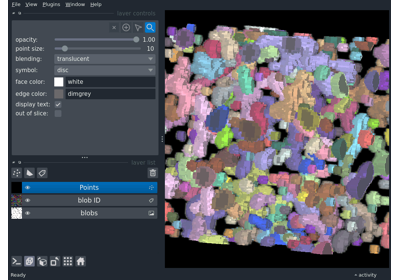 File View Plugins Window Help
layer controls
opacity: 1.00
point size: 10
blending: translucent
symbol: disc
face color: white
edge color: dimgrey
display text:
out of slice:
layer list
Points
blob ID
blobs
Ready
activity